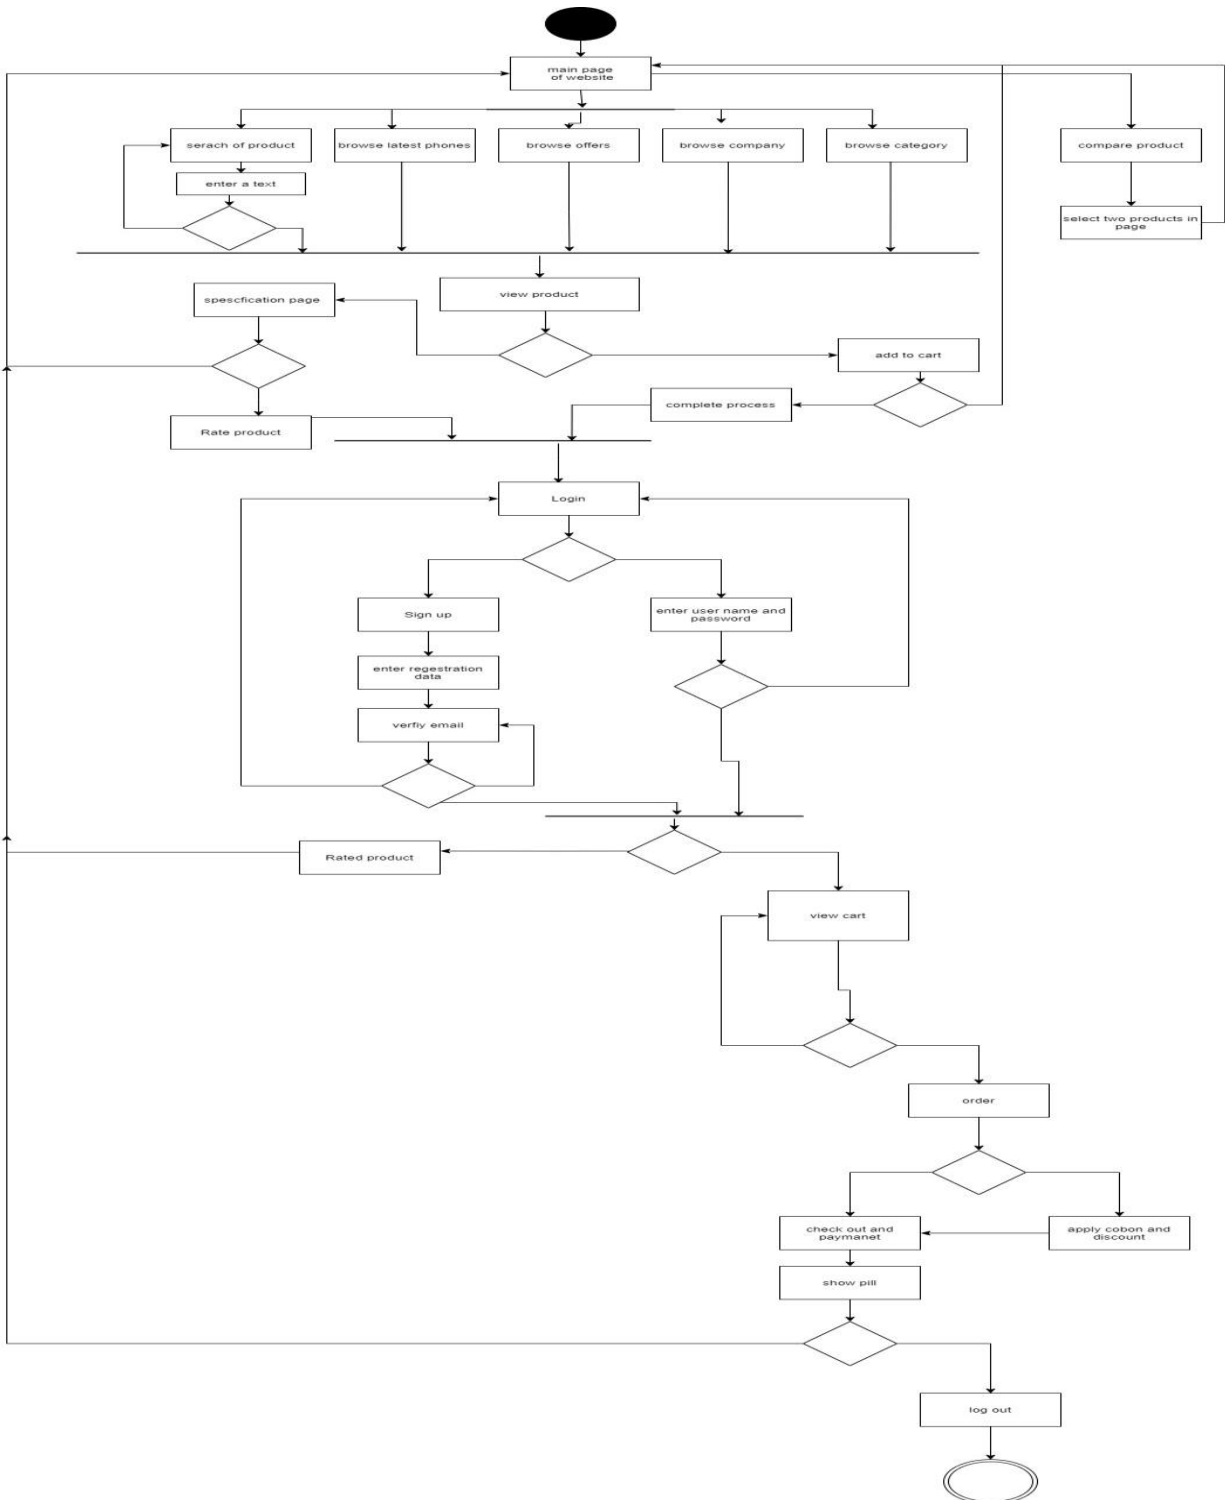 main page
of website
serach of product
browse latest phones
browse offers
browse company
browse category
compare product
enter a text
select two products in
page
view product
spescfication page
add to cart
complete process
Rate product
Login
Sign up
enter user name and
password
enter regestration
data
verfiy email
Rated product
view cart
order
check out and
paymanet
apply cobon and
discount
show pill
log out